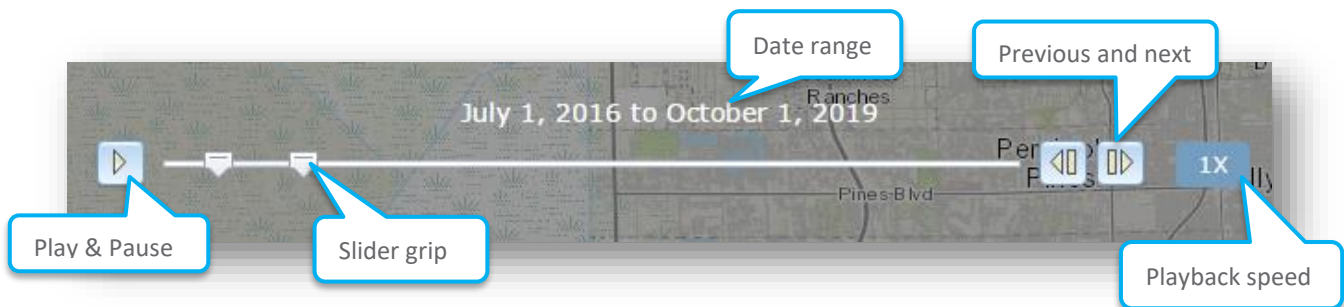 Date range
Previous and next
Ranches
July 1, 2016 to October 1, 2019
1X
Pines Blvd
Play & Pause
Slider grip
Playback speed